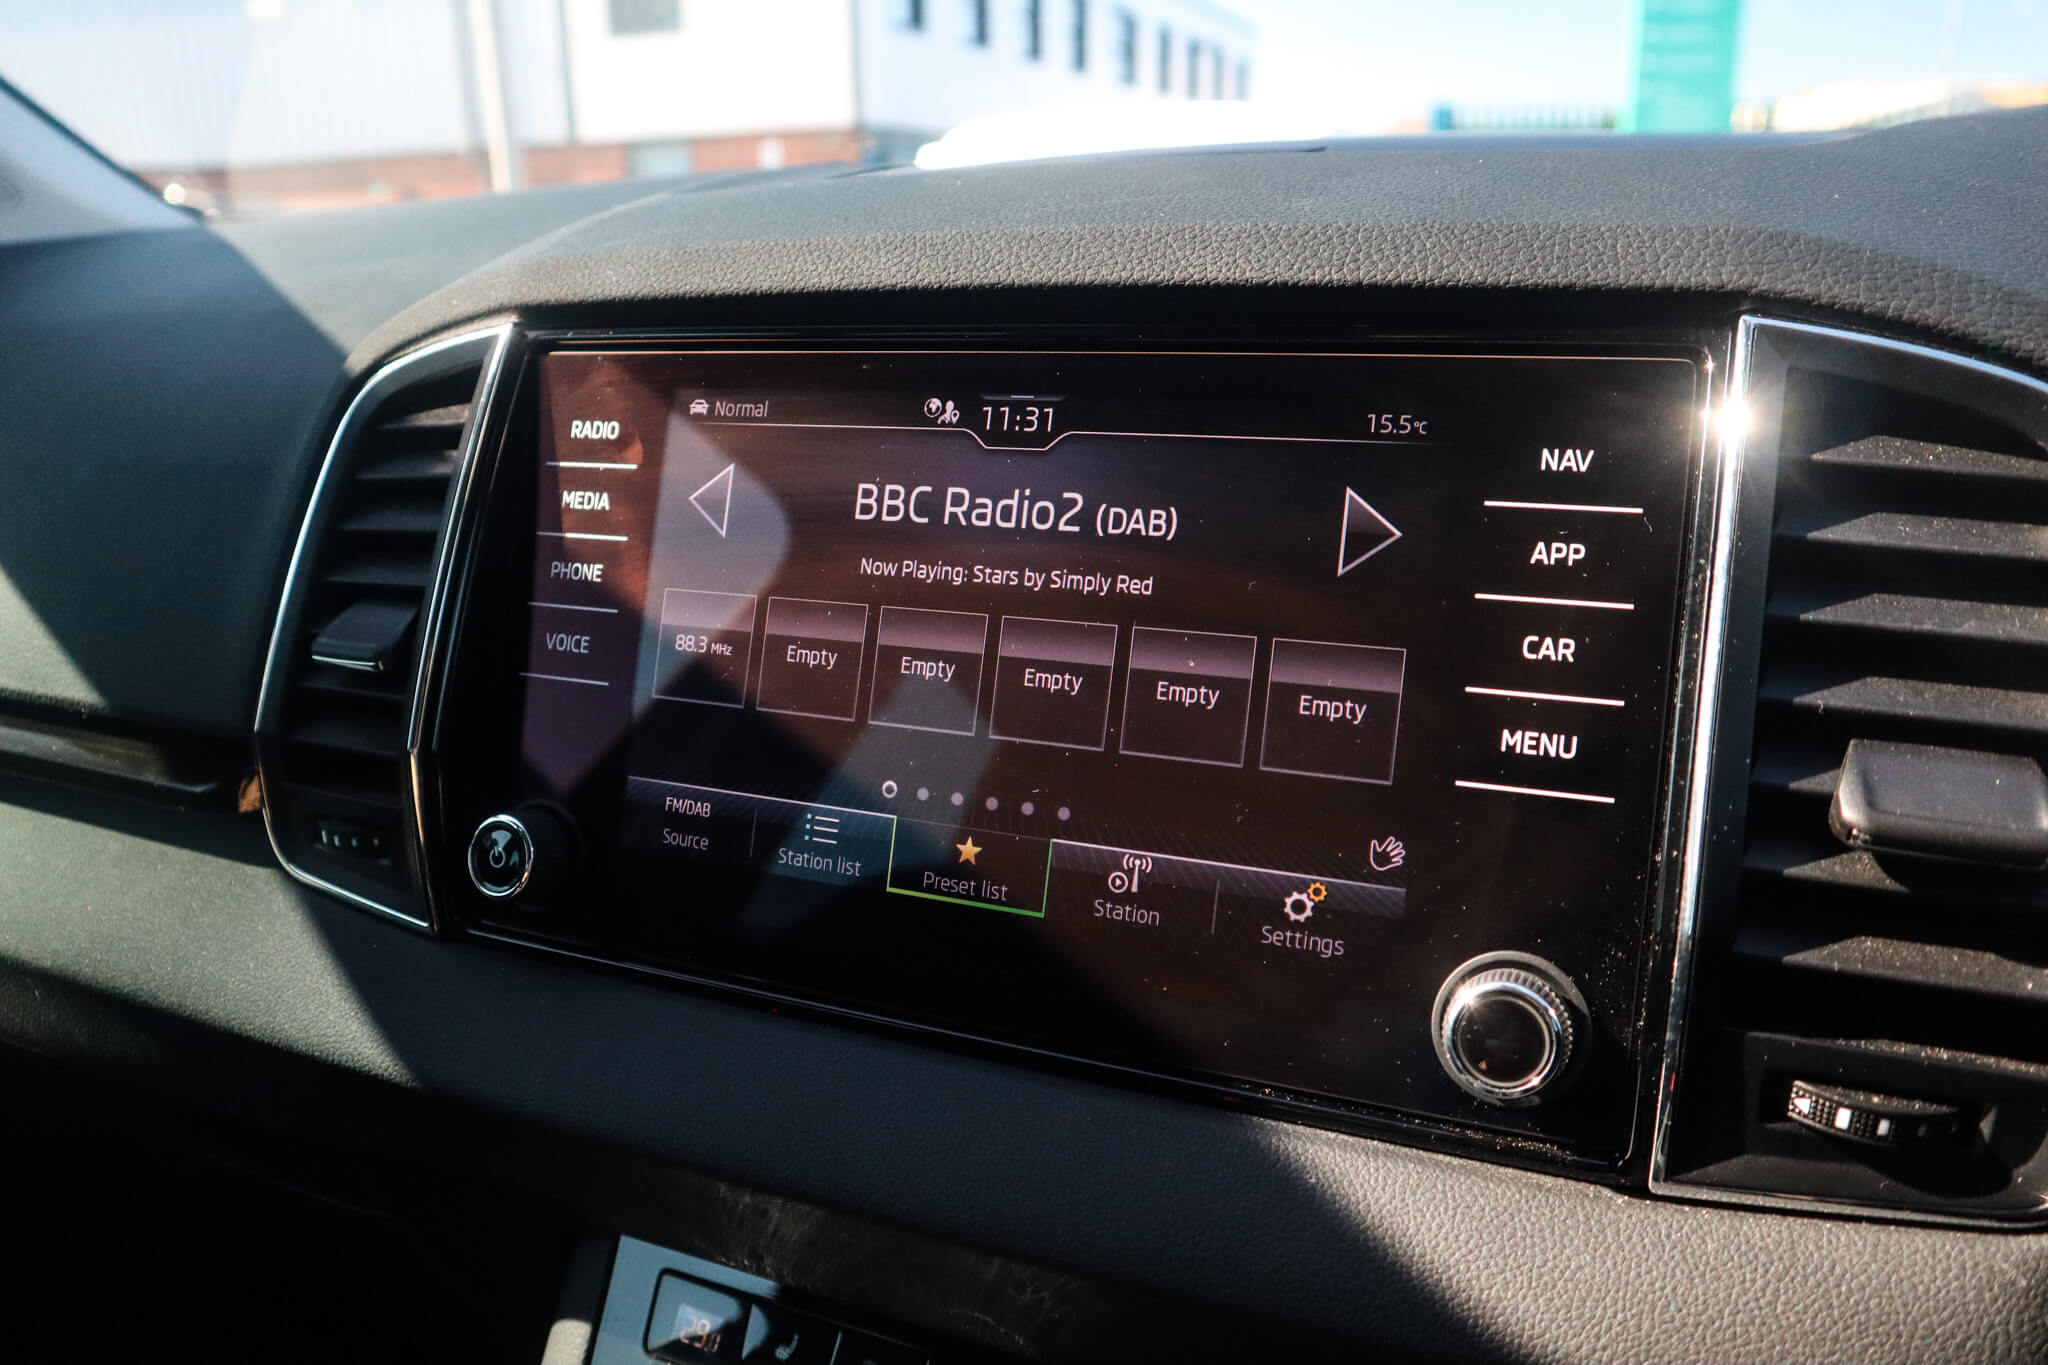 Normal
11:31
15.5°C
RADIO
MEDIA
PHONE
VOICE
BBC Radio2 (DAB)
Now Playing: Stars by Simply Red
88.3 MHz
Empty
Empty
Empty
Empty
Empty
FM/DAB
Source
Station list
Preset list
Station
Settings
NAV
APP
CAR
MENU